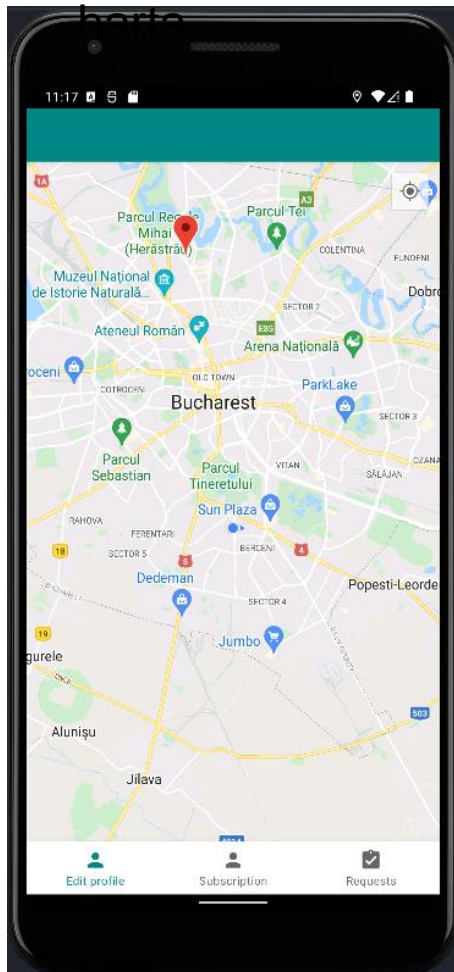 harta
11:17
1A
A3
Parcul Regele
Mihai I
(Herăstrău)
Parcul Tei
COLENTINA
FUNDENI
Muzeul Național
de Istorie Naturală...
SECTOR 2
Dobro
Ateneul Român
E85
Arena Națională
roceni
OLD TOWN
COTROCENI
ParkLake
Bucharest
SECTOR 3
Parcul
Sebastian
Parcul
Tineretului
VITAN
OZANA
SĂLĂJAN
Sun Plaza
RAHOVA
FERENTARI
18
SECTOR 5
5
BERCENI
4
Dedeman
Popesti-Leorde
SECTOR 4
19
Jumbo
gurele
503
Alunișu
Jilava
Edit profile
Subscription
Requests